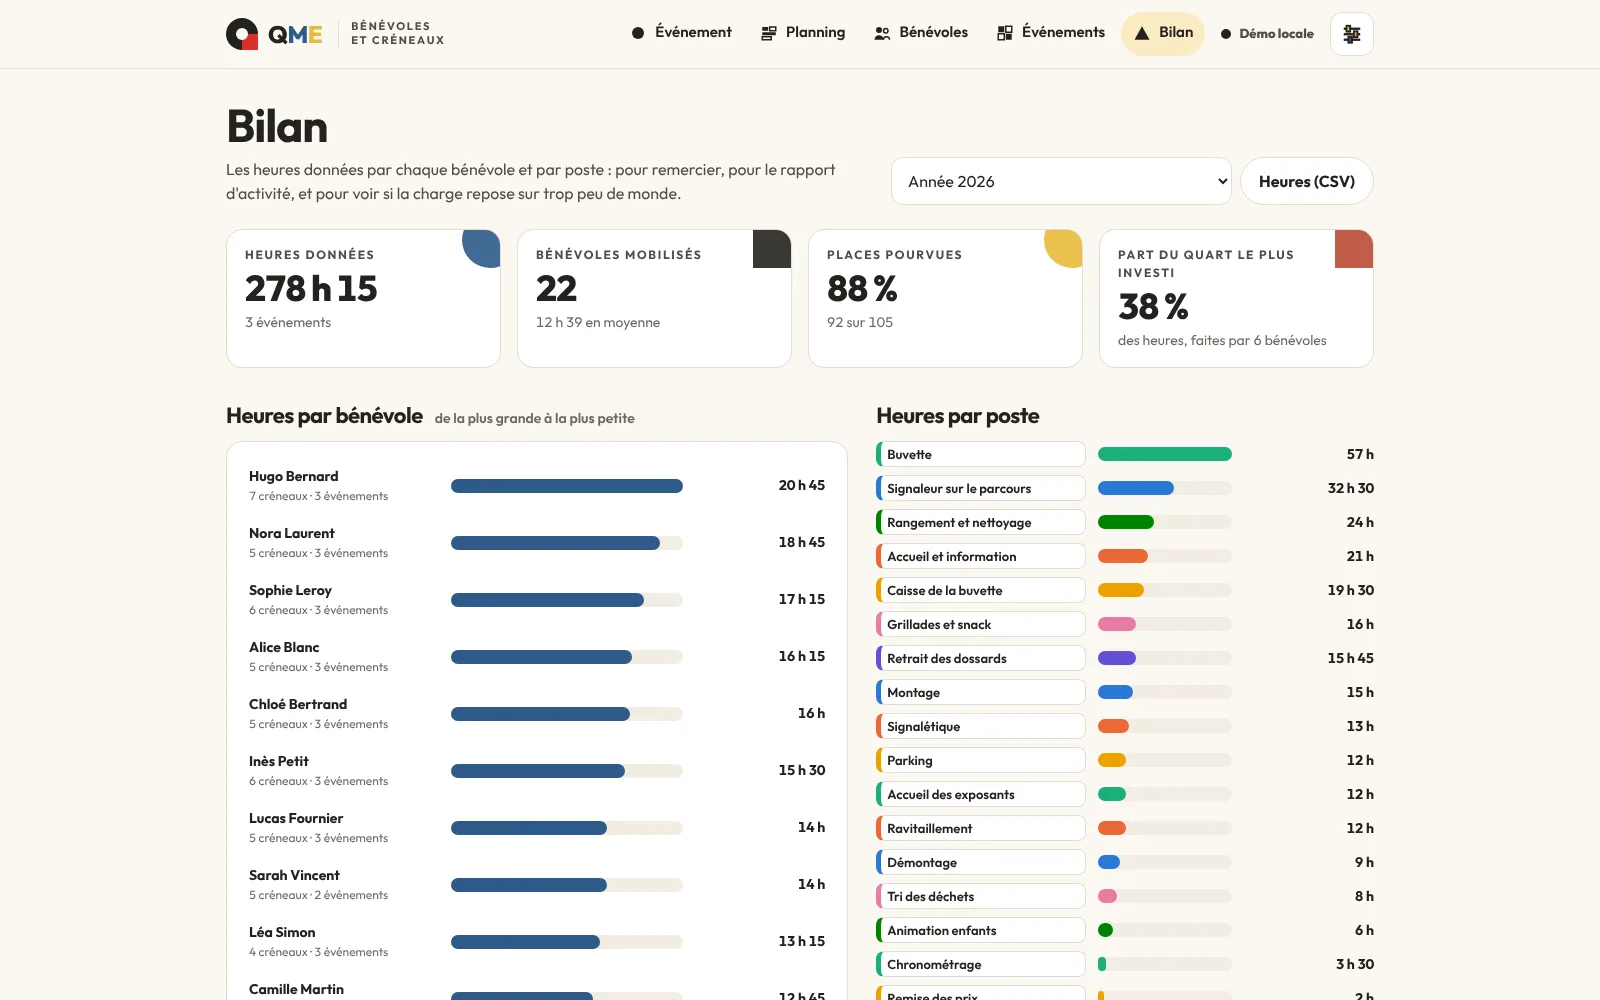 QME
BÉNÉVOLES
ET CRÉNEAUX
Événement
Planning
Bénévoles
Événements
Bilan
Démo locale
Bilan
Les heures données par chaque bénévole et par poste : pour remercier, pour le rapport
d'activité, et pour voir si la charge repose sur trop peu de monde.
Année 2026
Heures (CSV)
HEURES DONNÉES
278 h 15
3 événements
BÉNÉVOLES MOBILISÉS
22
12 h 39 en moyenne
PLACES POURVUES
88 %
92 sur 105
PART DU QUART LE PLUS
INVESTI
38 %
des heures, faites par 6 bénévoles
Heures par bénévole de la plus grande à la plus petite
Hugo Bernard
7 créneaux · 3 événements
20 h 45
Nora Laurent
5 créneaux · 3 événements
18 h 45
Sophie Leroy
6 créneaux · 3 événements
17 h 15
Alice Blanc
5 créneaux · 3 événements
16 h 15
Chloé Bertrand
5 créneaux · 3 événements
16 h
Inès Petit
6 créneaux · 3 événements
15 h 30
Lucas Fournier
5 créneaux · 3 événements
14 h
Sarah Vincent
5 créneaux · 2 événements
14 h
Léa Simon
4 créneaux · 3 événements
13 h 15
Camille Martin
12 h 45
Heures par poste
Buvette 57 h
Signaleur sur le parcours 32 h 30
Rangement et nettoyage 24 h
Accueil et information 21 h
Caisse de la buvette 19 h 30
Grillades et snack 16 h
Retrait des dossards 15 h 45
Montage 15 h
Signalétique 13 h
Parking 12 h
Accueil des exposants 12 h
Ravitaillement 12 h
Démontage 9 h
Tri des déchets 8 h
Animation enfants 6 h
Chronométrage 3 h 30
Remise des prix 2 h